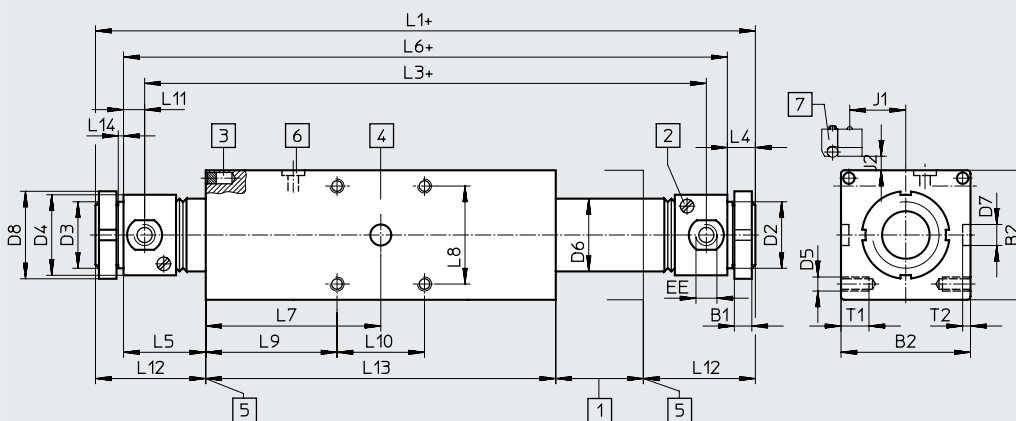 L1+
L6+
L3+
L11
L14
3
6
4
2
L4
7
J1
J2
D8
D4
D3
L8
D6
EE
D2
B1
D5
D7
B2
T1
T2
B2
L7
L5
L9
L10
L12
L13
L12
5
1
5